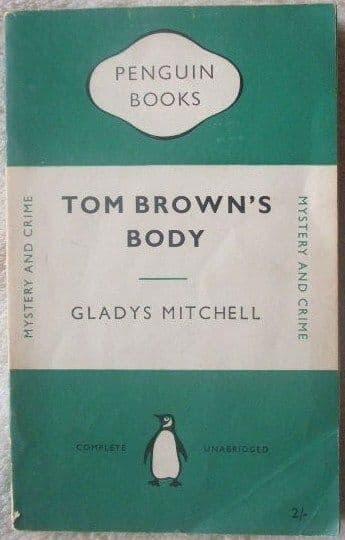 PENGUIN
BOOKS
MYSTERY AND CRIME
TOM BROWN'S
BODY
GLADYS MITCHELL
MYSTERY AND CRIME
COMPLETE UNABRIDGED
2/-